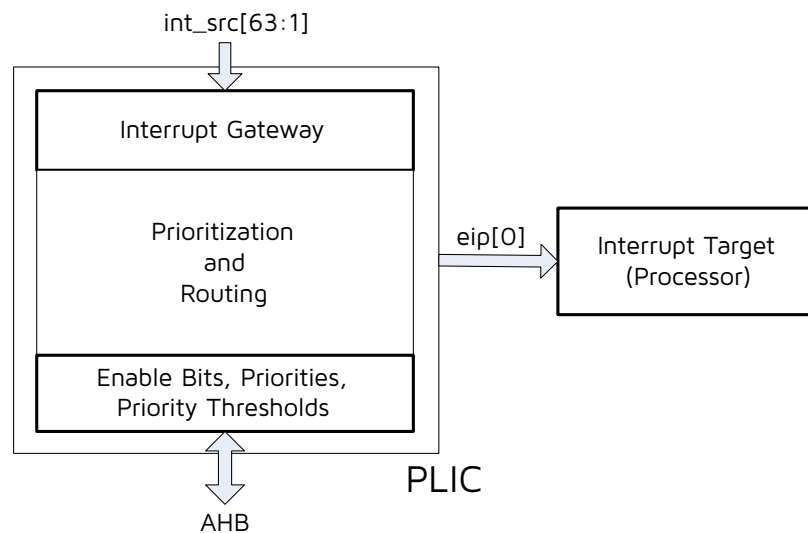 int_src[63:1]
Interrupt Gateway
Prioritization
and
Routing
eip[0]
Interrupt Target
(Processor)
Enable Bits, Priorities,
Priority Thresholds
PLIC
AHB